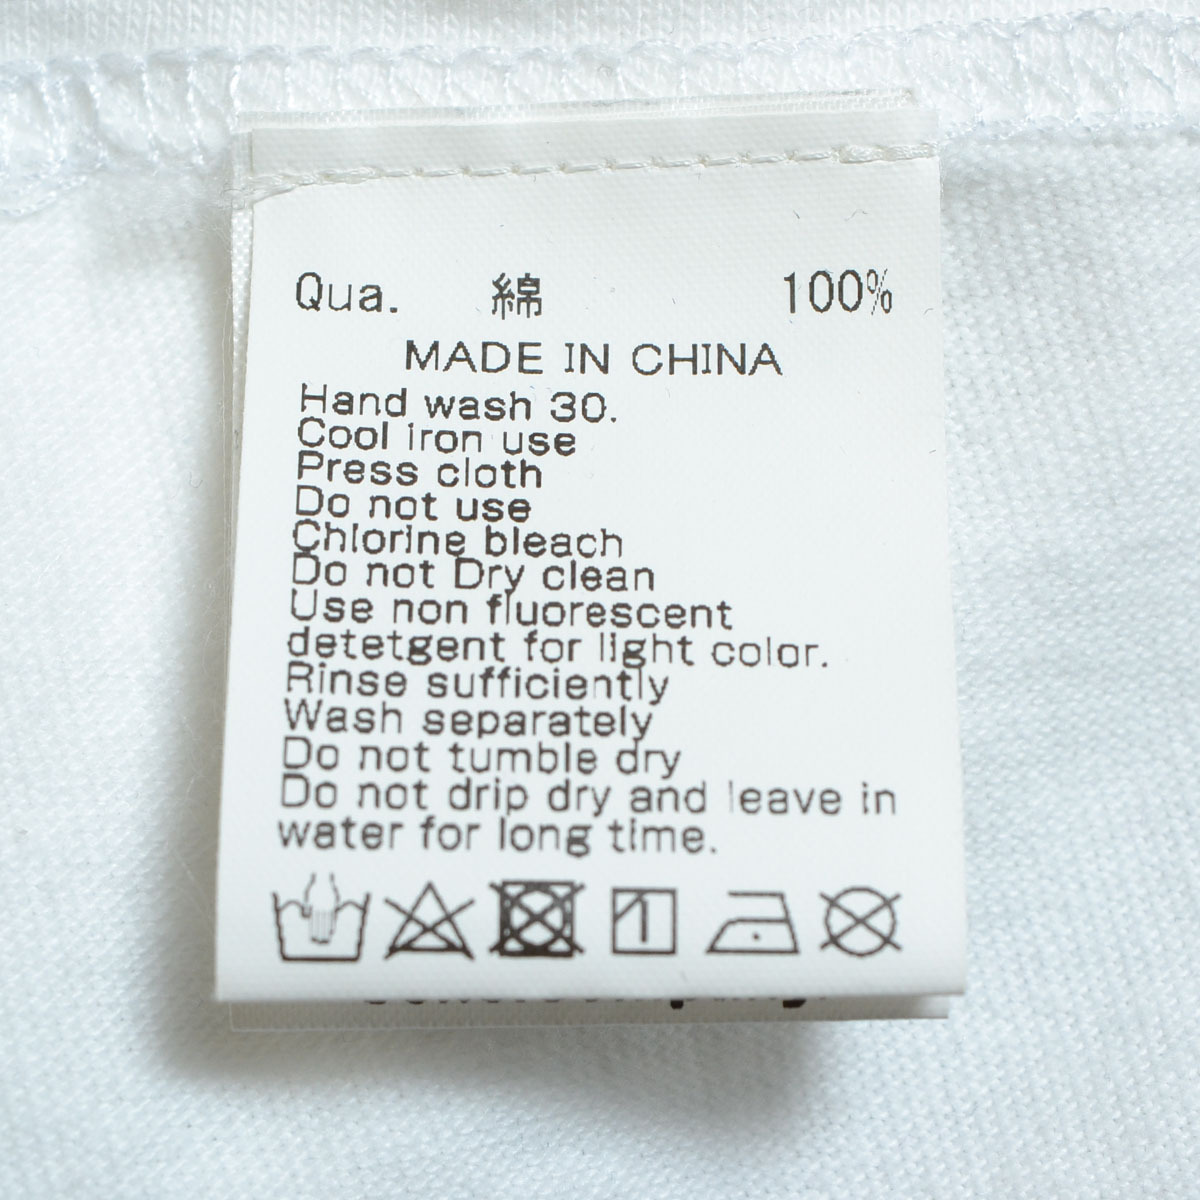 Qua. 綿 100%
MADE IN CHINA
Hand wash 30.
Cool iron use
Press cloth
Do not use
Chlorine bleach
Do not Dry clean
Use non fluorescent
detetgent for light color.
Rinse sufficiently
Wash separately
Do not tumble dry
Do not drip dry and leave in
water for long time.